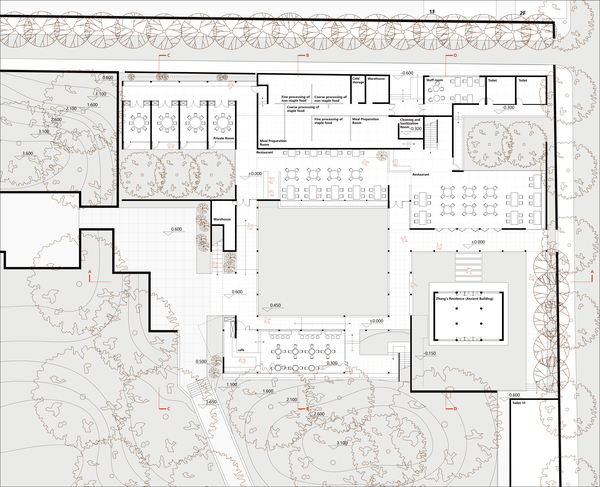 1F
2F
C
B
D
0.600
2.100
1.600
2.600
3.100
3.600
Cold
storage
Warehouse
-0.600
Staff room
Toilet
Toilet
Fine processing of
non-staple food
Coarse processing of
non-staple food
Coarse processing of
staple food
-0.300
Fine processing of
staple food
Meal Preparation
Room
Cleaning and
Room
-0.300
Private Room
Meal Preparation
Room
Restaurant
±0.000
Restaurant
Warehouse
0.600
±0.000
A
A
0.600
0.450
Zhang's Residence (Ancient Building)
±0.000
cafe
-0.150
0.500
0.300
1.100
1.600
2.100
2.600
3.100
-0.600
C
B
D